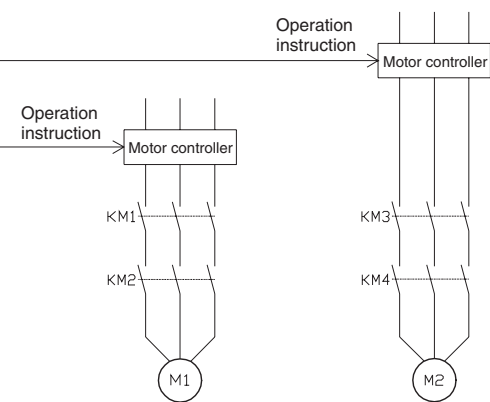 Operation
instruction
Motor controller
Operation
instruction
Motor controller
KM1
KM3
KM2
KM4
M1
M2